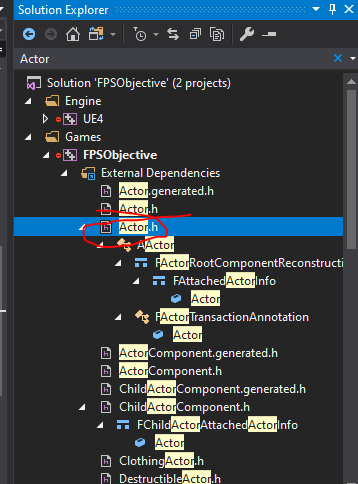 Solution Explorer
Actor
Solution 'FPSObjective' (2 projects)
Engine
UE4
Games
FPSObjective
External Dependencies
Actor.generated.h
Actor.h
Actor.h
AActor
FActorRootComponentReconstructi
FAttachedActorInfo
Actor
FActorTransactionAnnotation
Actor
ActorComponent.generated.h
ActorComponent.h
ChildActorComponent.generated.h
ChildActorComponent.h
FChildActorAttachedActorInfo
Actor
ClothingActor.h
DestructibleActor.h